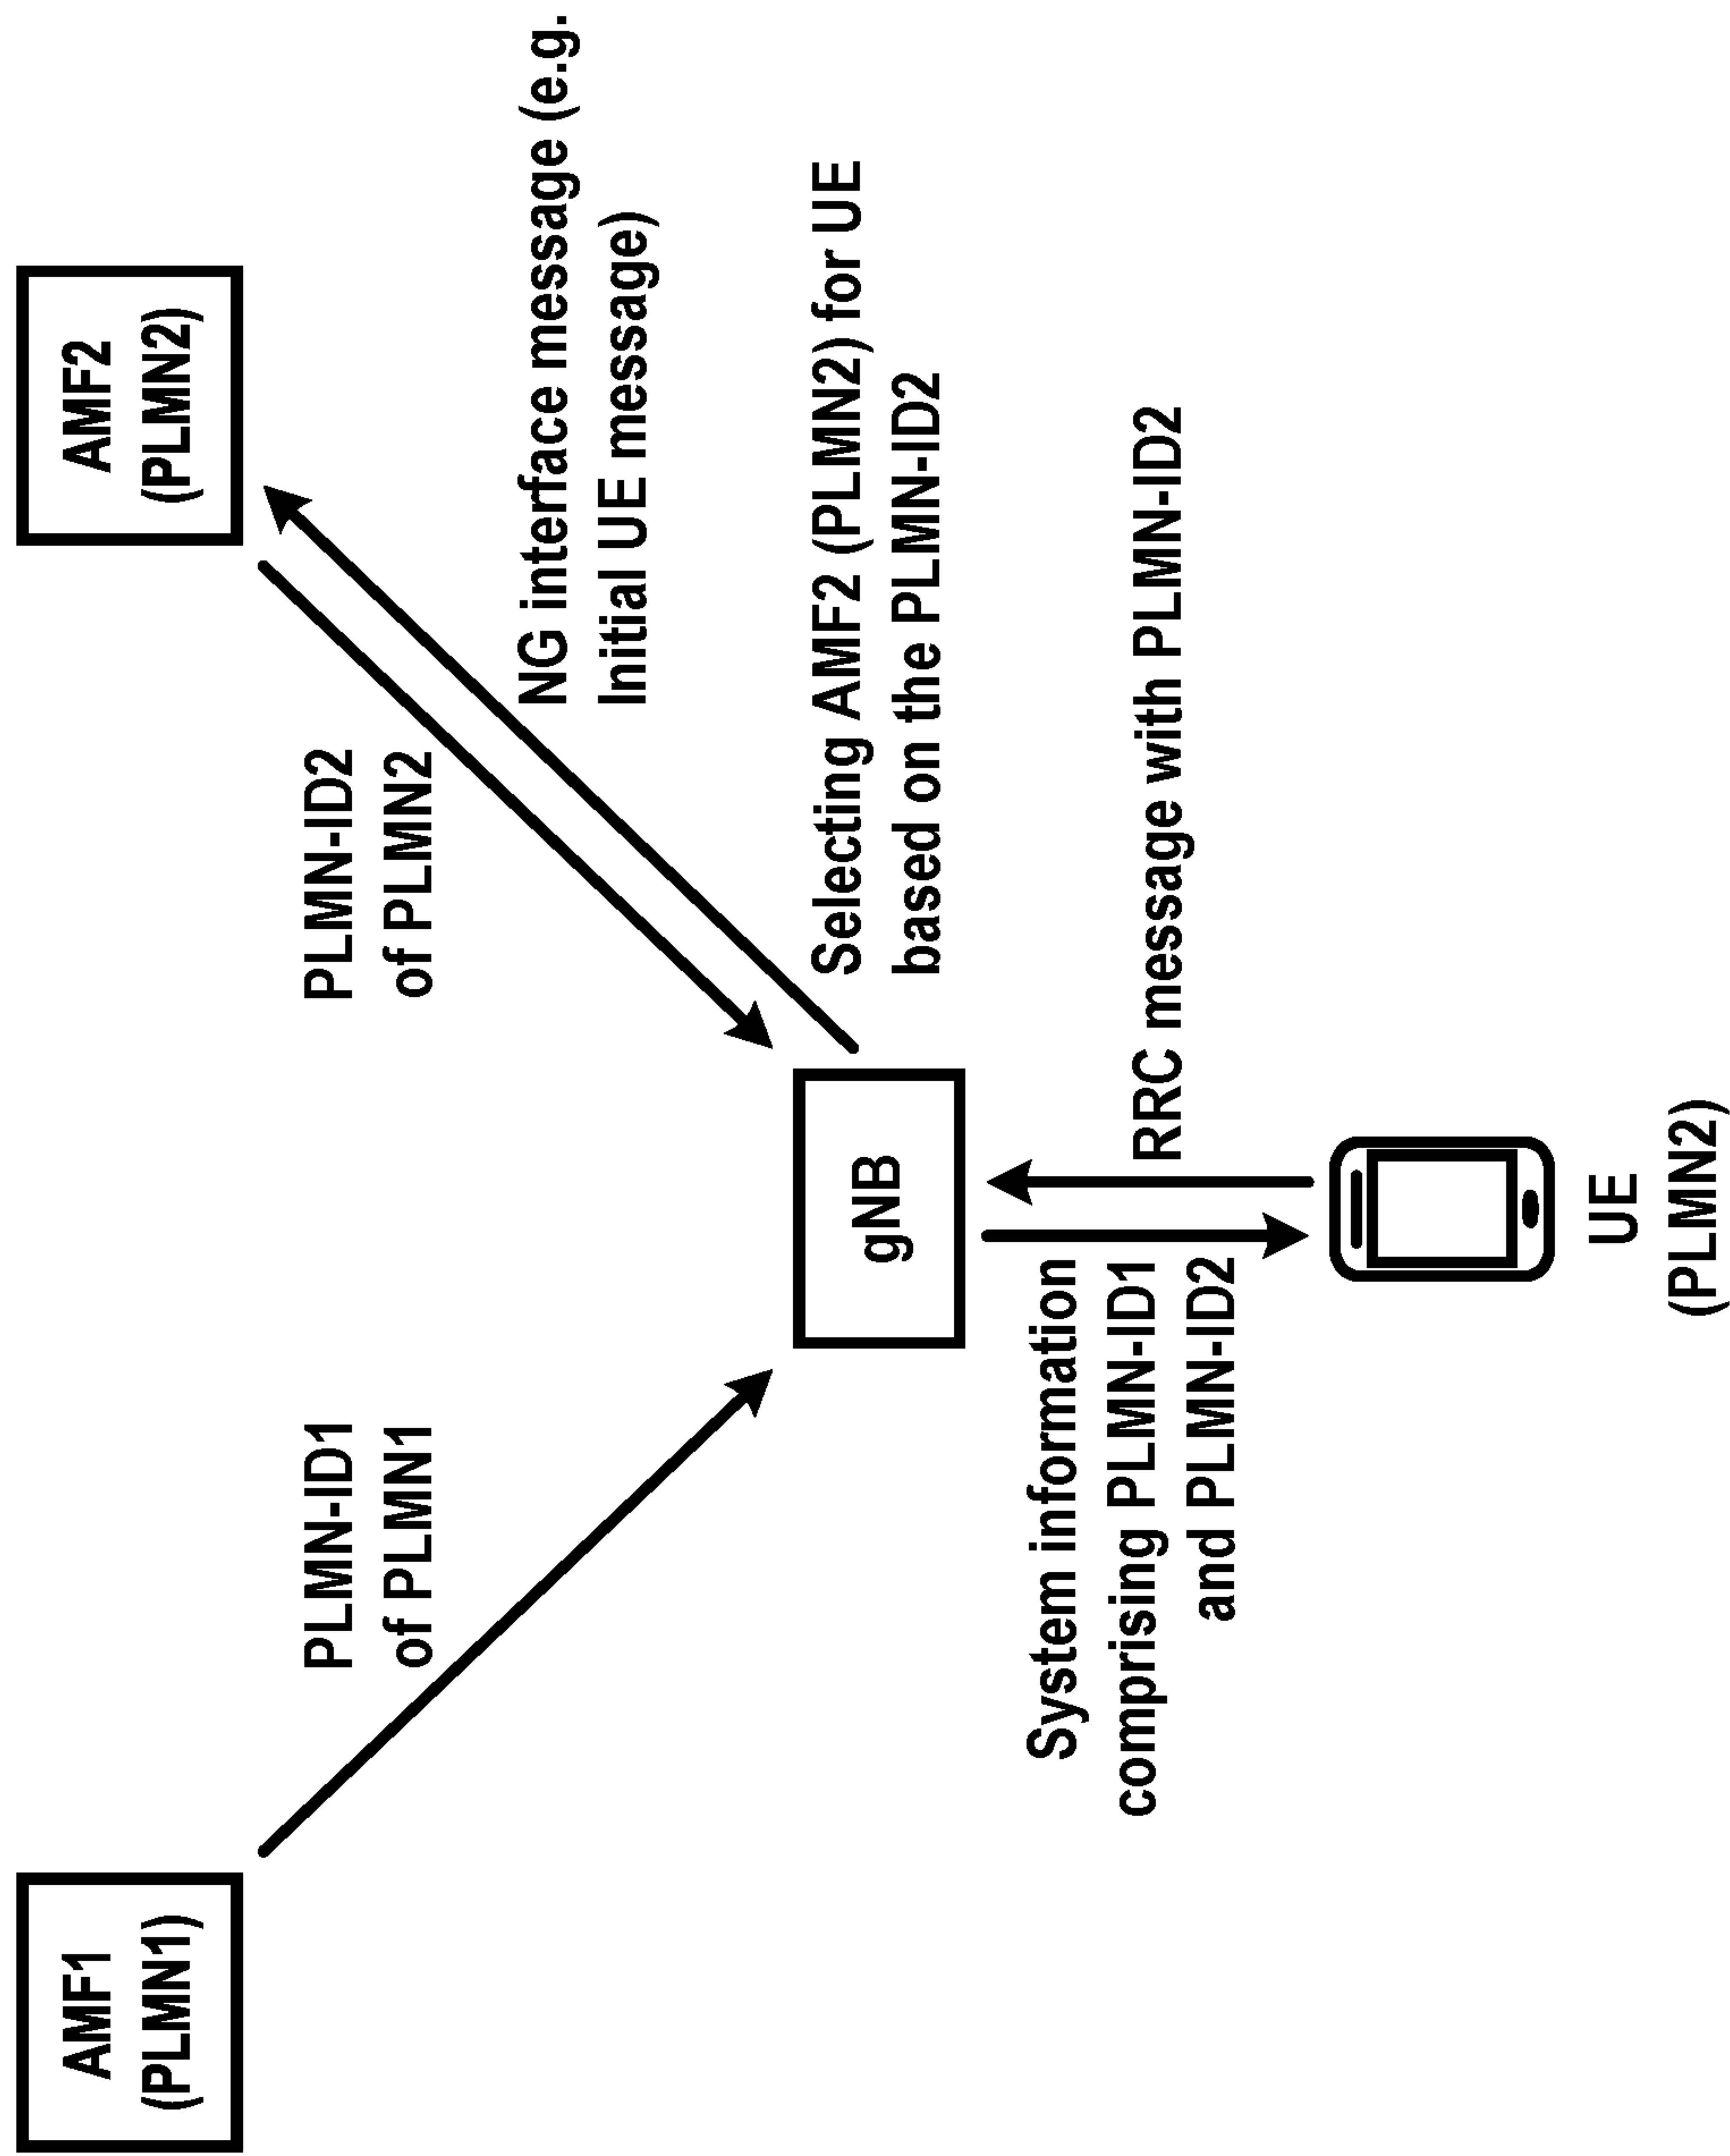 AMF1
(PLMN1)
AMF2
(PLMN2)
PLMN-ID1
of PLMN1
PLMN-ID2
of PLMN2
NG interface message (e.g.
Initial UE message)
gNB
Selecting AMF2 (PLMN2) for UE
based on the PLMN-ID2
System information
comprising PLMN-ID1
and PLMN-ID2
RRC message with PLMN-ID2
UE
(PLMN2)